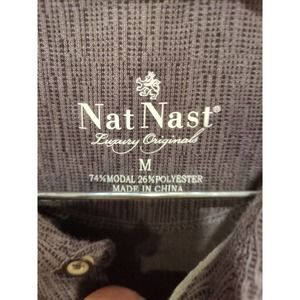 Nat Nast®
Luxury Originals
M
74%MODAL 26%POLYESTER
MADE IN CHINA